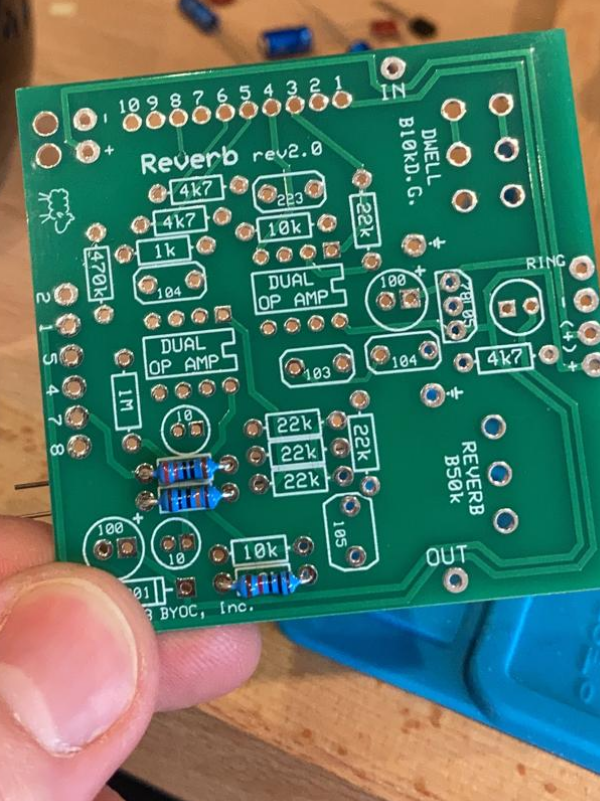 10 9 8 7 6 5 4 3 2 1
IN
-
+
Reverb rev2.0
DWELL
B10kD.G.
4k7
223
4k7
10k
22k
1k
470k
104
DUAL
OP AMP
100
+
78L05
RING
-
(+)
+
2
1
5
4
7
8
DUAL
OP AMP
103
104
4k7
1M
10
22k
22k
22k
22k
REVERB
B50k
100
+
10
10k
105
OUT
BYOC, Inc.